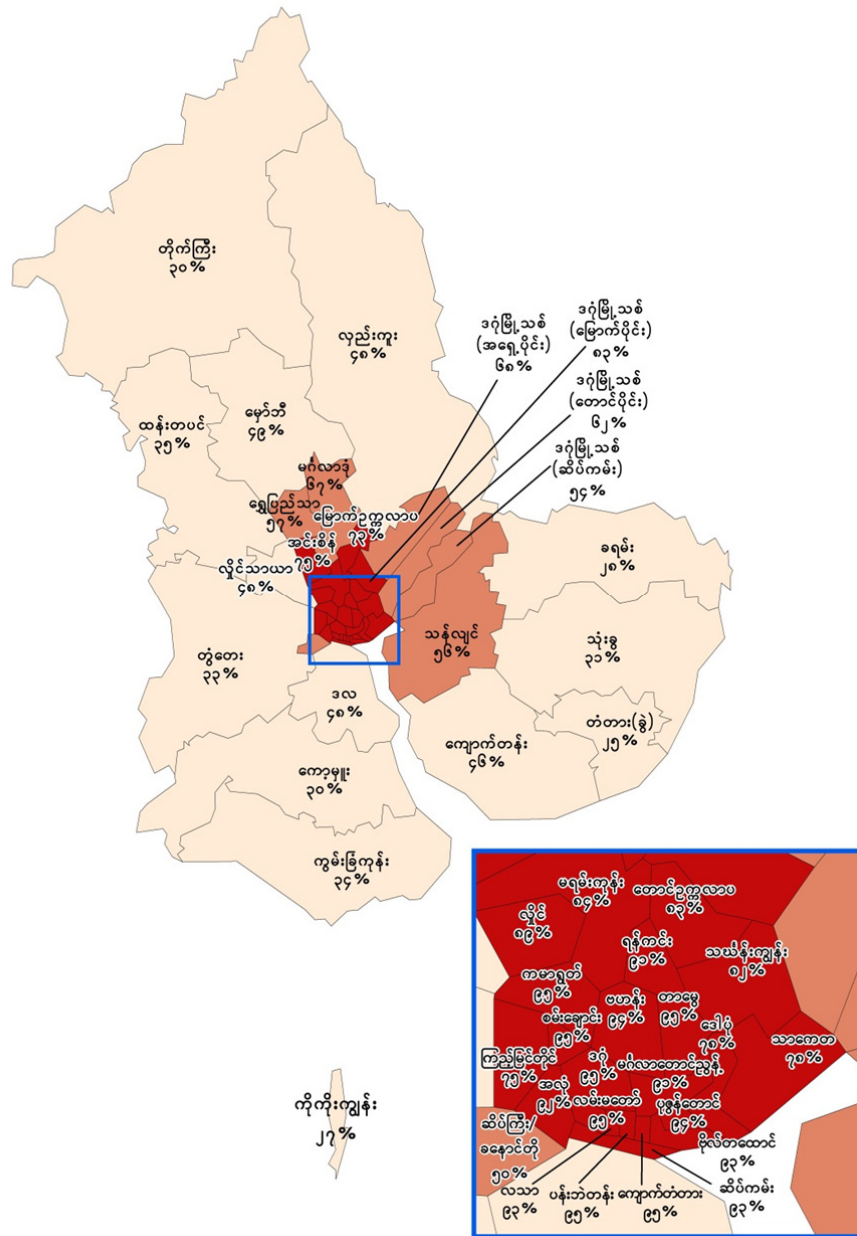 တိုက်ကြီး
၃၀%
လှည်းကူး
၄၈%
ဒဂုံမြို့သစ်
(အရှေ့ပိုင်း)
၆၈%
ဒဂုံမြို့သစ်
(မြောက်ပိုင်း)
၈၃%
ဒဂုံမြို့သစ်
(တောင်ပိုင်း)
၆၂%
ဒဂုံမြို့သစ်
(ဆိပ်ကမ်း)
၅၄%
ထန်းတပင်
၃၅%
မှော်ဘီ
၄၉%
မင်္ဂလာဒုံ
၆၇%
ရွှေပြည်သာ
၅၇%
မြောက်ဥက္ကလာပ
၇၃%
အင်းစိန်
၇၅%
လှိုင်သာယာ
၄၈%
ခရမ်း
၂၈%
သန်လျင်
၅၆%
သုံးခွ
၃၁%
တွံတေး
၃၃%
ဒလ
၄၈%
တံတား(ခွဲ)
၂၅%
ကျောက်တန်း
၄၆%
ကော့မှူး
၃၀%
ကွမ်းခြံကုန်း
၃၄%
ကိုကိုးကျွန်း
၂၇%
မရမ်းကုန်း
၈၄%
တောင်ဥက္ကလာပ
၈၃%
လှိုင်
၈၉%
ရန်ကင်း
၉၁%
သင်္ဃန်းကျွန်း
၈၂%
ကမာရွတ်
၉၅%
ဗဟန်း
၉၄%
တာမွေ
၉၅%
စမ်းချောင်း
၉၅%
ဒေါပုံ
၇၈%
သာကေတ
၇၈%
ကြည့်မြင်တိုင်
၇၅%
ဒဂုံ
၉၅%
မင်္ဂလာတောင်ညွန့်
၉၁%
အလုံ
၉၂%
လမ်းမတော်
၉၅%
ပုဇွန်တောင်
၉၄%
ဆိပ်ကြီး/
ခနောင်တို
၅၀%
ဗိုလ်တထောင်
၉၃%
လသာ
၉၃%
ပန်းဘဲတန်း
၉၅%
ကျောက်တံတား
၉၅%
ဆိပ်ကမ်း
၉၃%